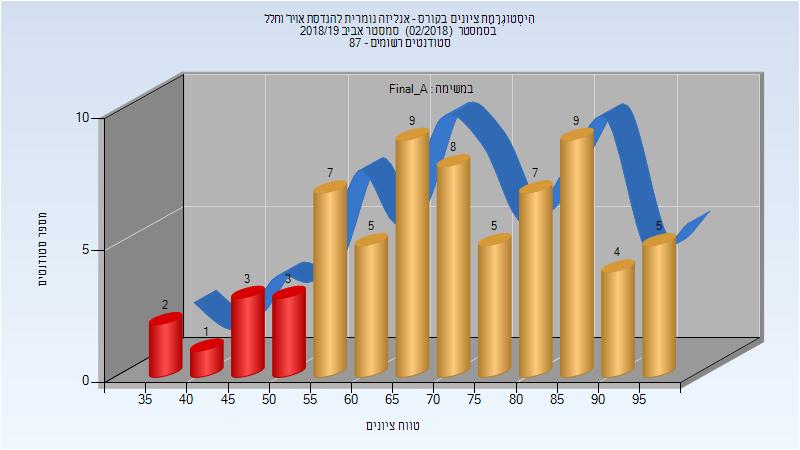 הִיסְטוֹגְרַמַת ציונים בקורס - אנליזה נומרית להנדסת אויר וחלל
בסמסטר (02/2018) סמסטר אביב 2018/19
סטודנטים רשומים - 87
במשימה : Final_A
מספר סטודנטים
10
5
0
2
1
3
3
7
5
9
8
5
7
9
4
5
35 40 45 50 55 60 65 70 75 80 85 90 95
טווח ציונים